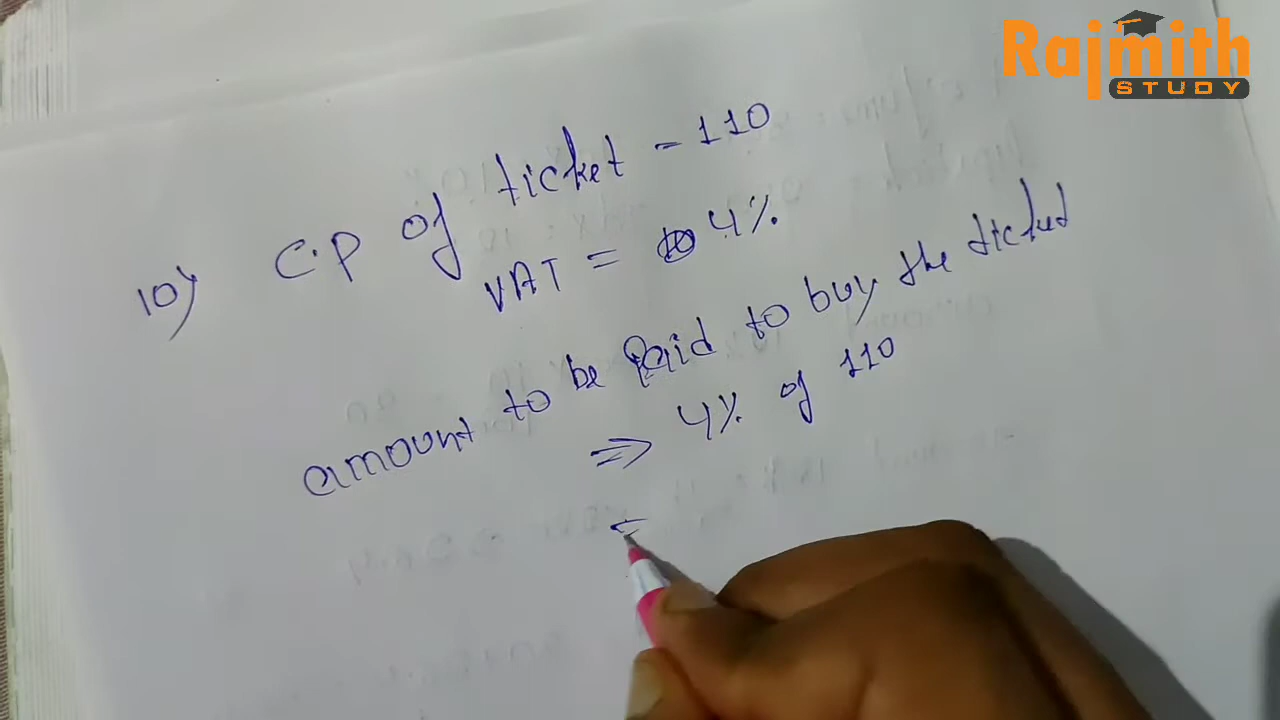 Rajmith
STUDY
10) C.P of ticket - 110
VAT = 4%
amount to be paid to buy the ticket
⇒ 4% of 110
=